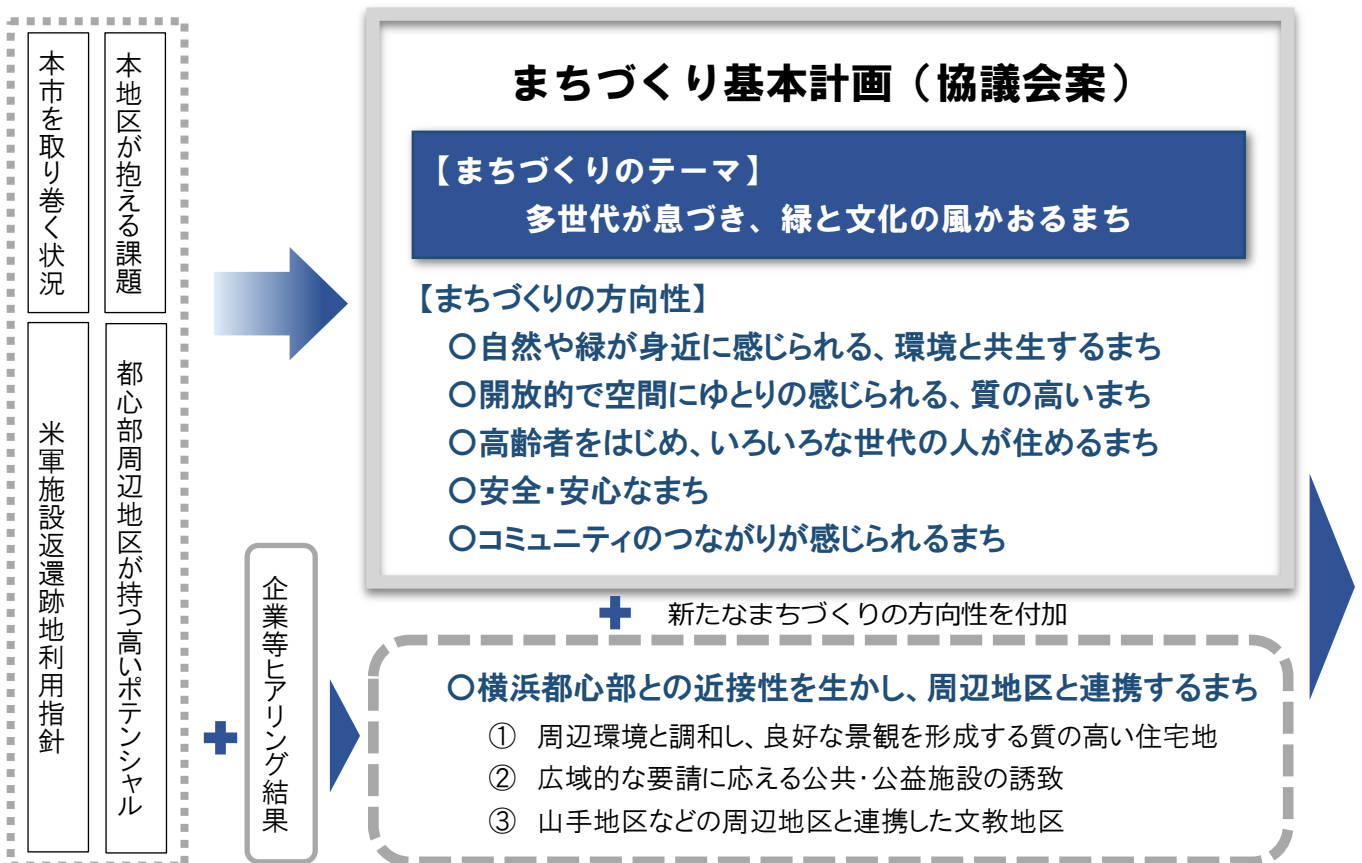 本市を取り巻く状況
本地区が抱える課題
米軍施設返還跡地利用指針
都心部周辺地区が持つ高いポテンシャル
＋
企業等ヒアリング結果
まちづくり基本計画（協議会案）
【まちづくりのテーマ】
多世代が息づき、緑と文化の風かおるまち
【まちづくりの方向性】
〇自然や緑が身近に感じられる、環境と共生するまち
〇開放的で空間にゆとりの感じられる、質の高いまち
〇高齢者をはじめ、いろいろな世代の人が住めるまち
〇安全・安心なまち
〇コミュニティのつながりが感じられるまち
＋ 新たなまちづくりの方向性を付加
〇横浜都心部との近接性を生かし、周辺地区と連携するまち
① 周辺環境と調和し、良好な景観を形成する質の高い住宅地
② 広域的な要請に応える公共・公益施設の誘致
③ 山手地区などの周辺地区と連携した文教地区